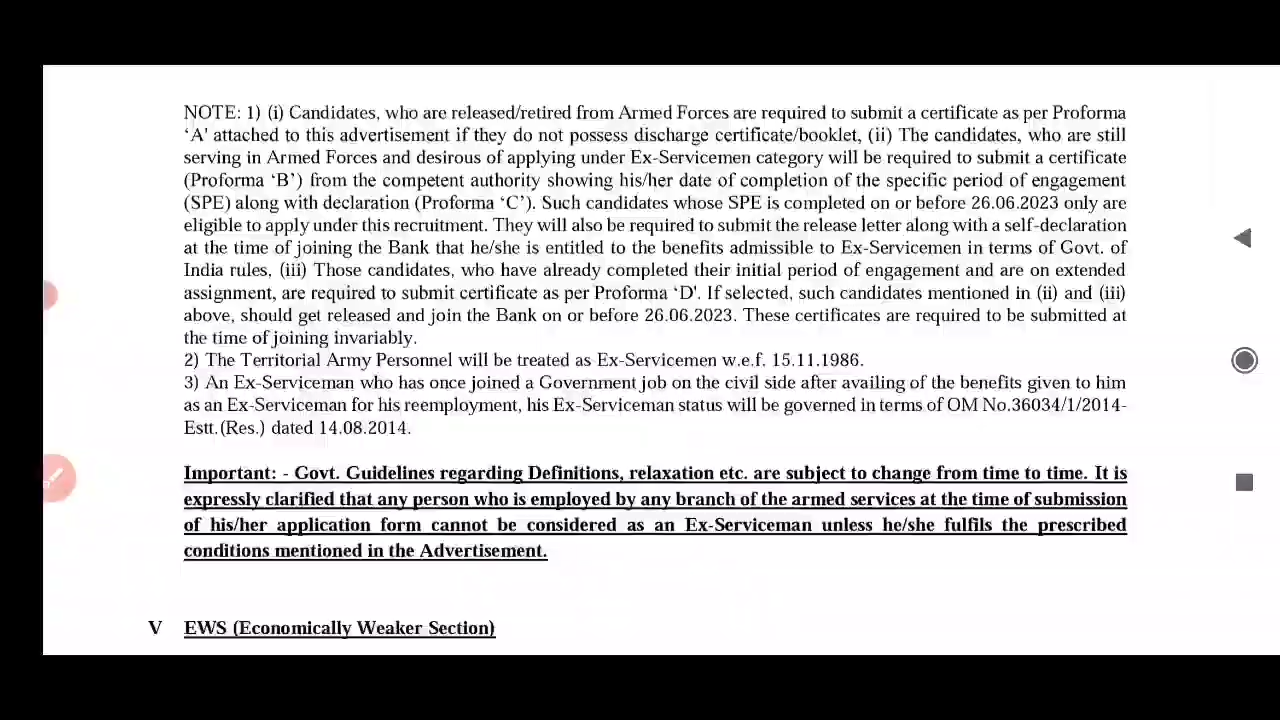 NOTE: 1) (i) Candidates, who are released/retired from Armed Forces are required to submit a certificate as per Proforma
‘A' attached to this advertisement if they do not possess discharge certificate/booklet, (ii) The candidates, who are still
serving in Armed Forces and desirous of applying under Ex-Servicemen category will be required to submit a certificate
(Proforma ‘B’) from the competent authority showing his/her date of completion of the specific period of engagement
(SPE) along with declaration (Proforma ‘C’). Such candidates whose SPE is completed on or before 26.06.2023 only are
eligible to apply under this recruitment. They will also be required to submit the release letter along with a self-declaration
at the time of joining the Bank that he/she is entitled to the benefits admissible to Ex-Servicemen in terms of Govt. of
India rules, (iii) Those candidates, who have already completed their initial period of engagement and are on extended
assignment, are required to submit certificate as per Proforma ‘D'. If selected, such candidates mentioned in (ii) and (iii)
above, should get released and join the Bank on or before 26.06.2023. These certificates are required to be submitted at
the time of joining invariably.
2) The Territorial Army Personnel will be treated as Ex-Servicemen w.e.f. 15.11.1986.
3) An Ex-Serviceman who has once joined a Government job on the civil side after availing of the benefits given to him
as an Ex-Serviceman for his reemployment, his Ex-Serviceman status will be governed in terms of OM No.36034/1/2014-
Estt.(Res.) dated 14.08.2014.
Important: - Govt. Guidelines regarding Definitions, relaxation etc. are subject to change from time to time. It is
expressly clarified that any person who is employed by any branch of the armed services at the time of submission
of his/her application form cannot be considered as an Ex-Serviceman unless he/she fulfils the prescribed
conditions mentioned in the Advertisement.
V EWS (Economically Weaker Section)